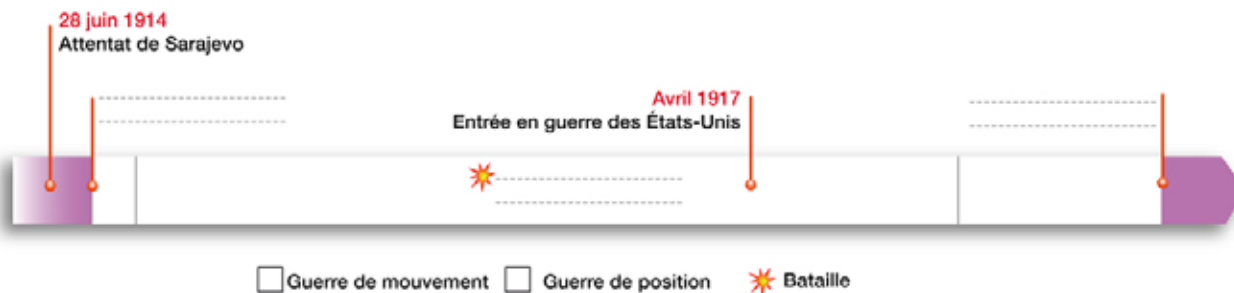 28 juin 1914
Attentat de Sarajevo
Avril 1917
Entrée en guerre des États-Unis
Guerre de mouvement Guerre de position Bataille